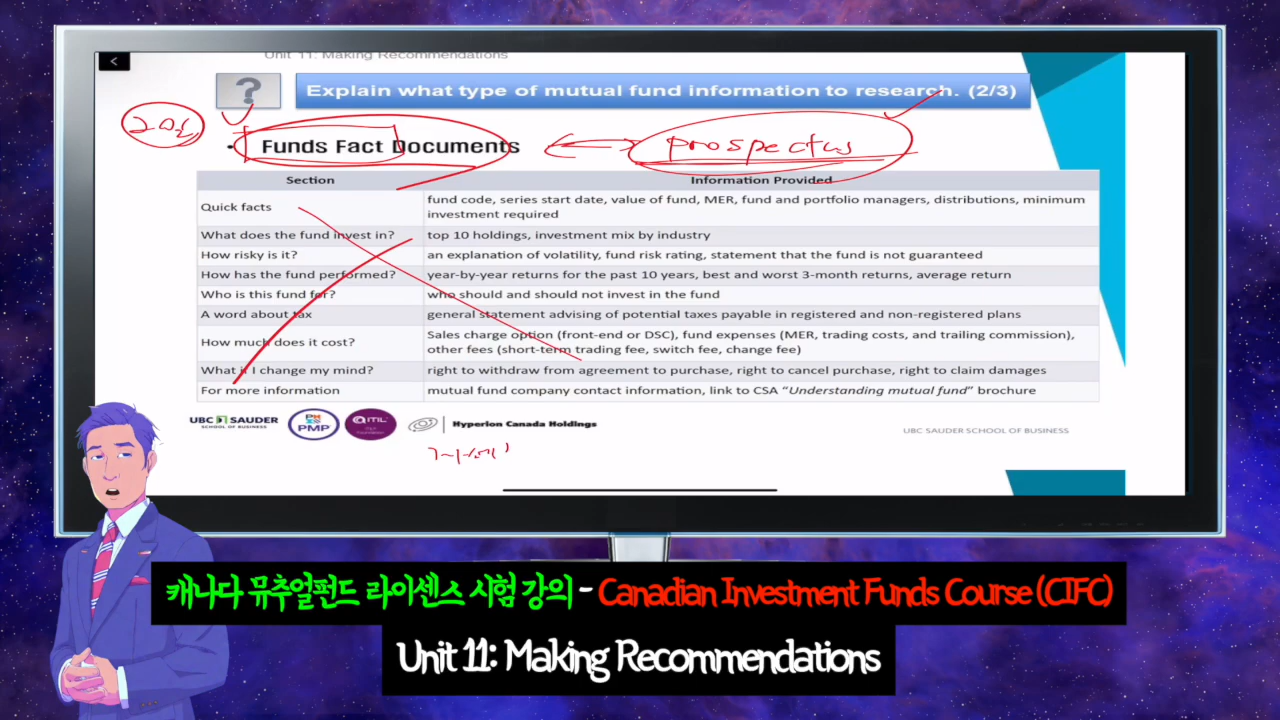 Unit 11: Making Recommendations
<
?
Explain what type of mutual fund information to research. (2/3)
• Funds Fact Documents
prospectus
Section Information Provided
Quick facts fund code, series start date, value of fund, MER, fund and portfolio managers, distributions, minimum
investment required
What does the fund invest in? top 10 holdings, investment mix by industry
How risky is it? an explanation of volatility, fund risk rating, statement that the fund is not guaranteed
How has the fund performed? year-by-year returns for the past 10 years, best and worst 3-month returns, average return
Who is this fund for? who should and should not invest in the fund
A word about tax general statement advising of potential taxes payable in registered and non-registered plans
How much does it cost? Sales charge option (front-end or DSC), fund expenses (MER, trading costs, and trailing commission),
other fees (short-term trading fee, switch fee, change fee)
What if I change my mind? right to withdraw from agreement to purchase, right to cancel purchase, right to claim damages
For more information mutual fund company contact information, link to CSA “Understanding mutual fund” brochure
UBC SAUDER
SCHOOL OF BUSINESS
PMP
Hyperion Canada Holdings
UBC SAUDER SCHOOL OF BUSINESS
캐나다 뮤추얼펀드 라이센스 시험 강의 - Canadian Investment Funds Course (CIFC)
Unit 11: Making Recommendations